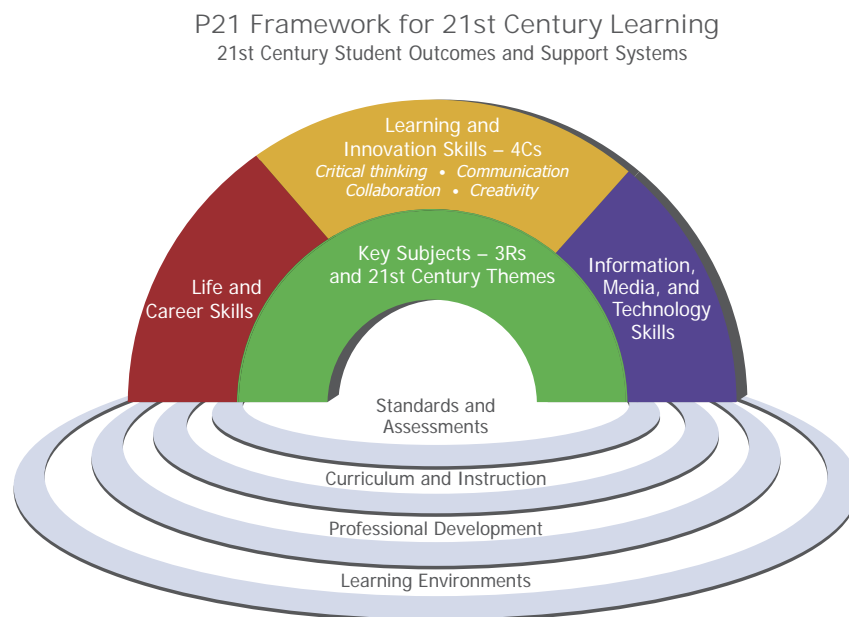 P21 Framework for 21st Century Learning
21st Century Student Outcomes and Support Systems
Learning and
Innovation Skills – 4Cs
Critical thinking • Communication
Collaboration • Creativity
Key Subjects – 3Rs
and 21st Century Themes
Life and
Career Skills
Information,
Media, and
Technology
Skills
Standards and
Assessments
Curriculum and Instruction
Professional Development
Learning Environments